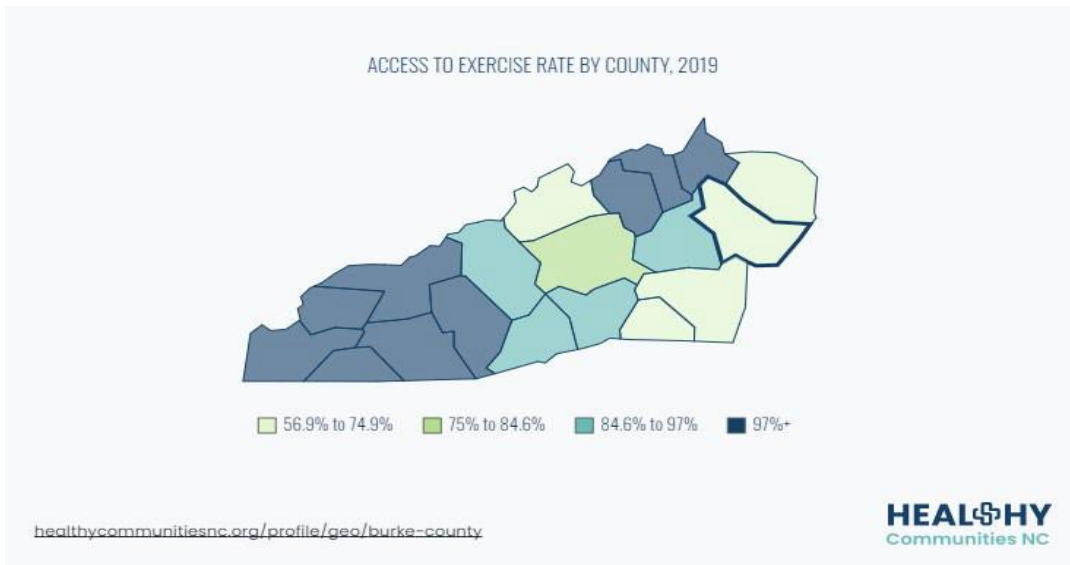 ACCESS TO EXERCISE RATE BY COUNTY, 2019
56.9% to 74.9% 75% to 84.6% 84.6% to 97% 97%+
healthycommunitiesnc.org/profile/geo/burke-county
HEALTHY
Communities NC